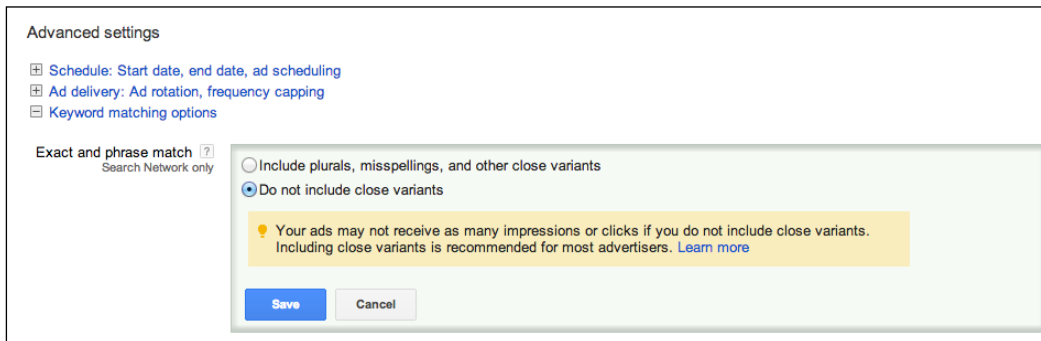 Advanced settings
Schedule: Start date, end date, ad scheduling
Ad delivery: Ad rotation, frequency capping
Keyword matching options
Exact and phrase match ?
Search Network only
Include plurals, misspellings, and other close variants
Do not include close variants
Your ads may not receive as many impressions or clicks if you do not include close variants.
Including close variants is recommended for most advertisers. Learn more
Save Cancel